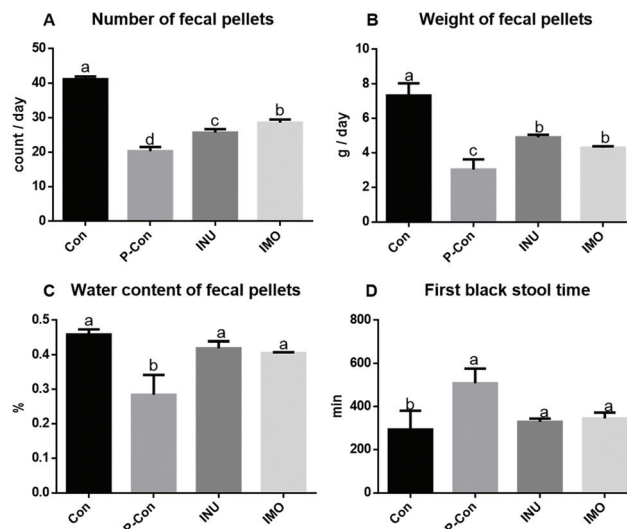 A Number of fecal pellets
count / day
50
40
30
20
10
0
a
d
c
b
Con
P-Con
INU
IMO
B Weight of fecal pellets
g / day
8
6
4
2
0
a
c
b
b
Con
P-Con
INU
IMO
C Water content of fecal pellets
%
0.5
0.4
0.3
0.2
0.1
0.0
a
b
a
a
Con
P-Con
INU
IMO
D First black stool time
min
800
600
400
200
0
b
a
a
a
Con
P-Con
INU
IMO